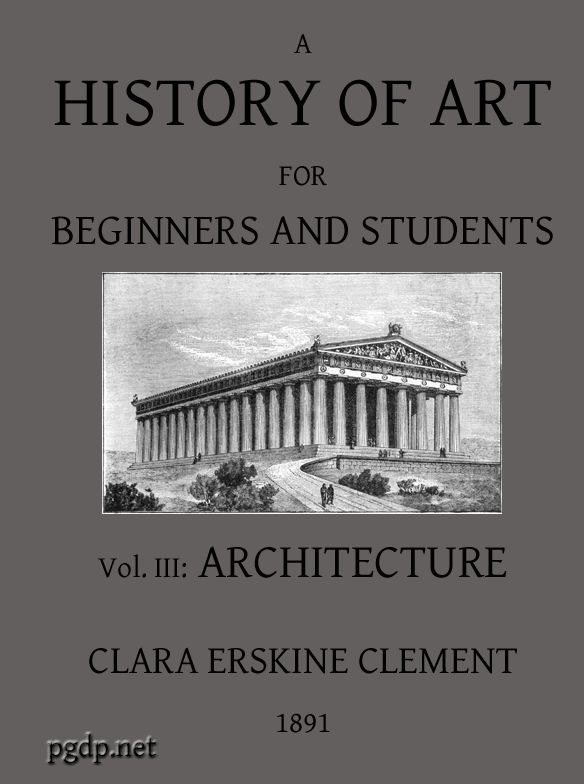 A
HISTORY OF ART
FOR
BEGINNERS AND STUDENTS
Vol. III: ARCHITECTURE
CLARA ERSKINE CLEMENT
1891
pgdp.net